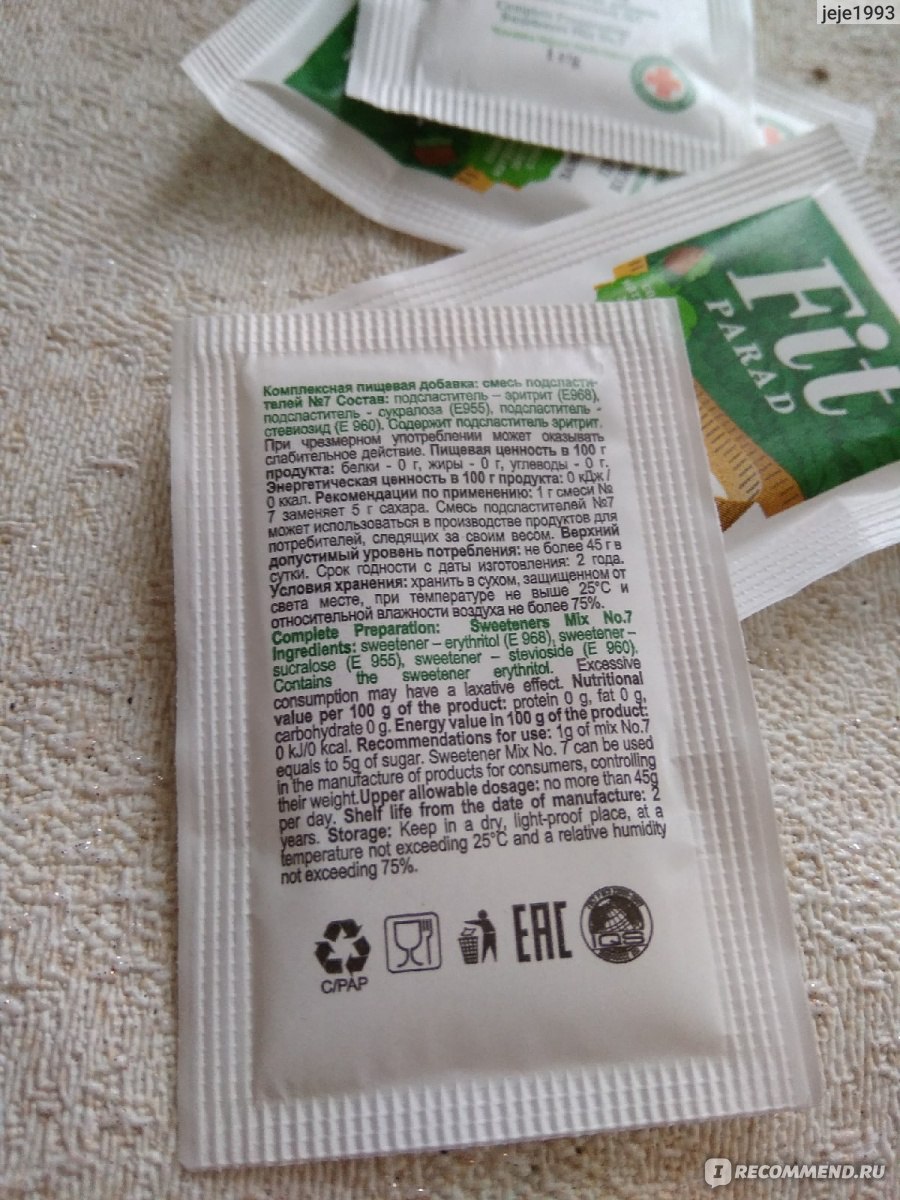 jeje1993
Fit
PARAD
Комплексная пищевая добавка: смесь подсласти-
телей №7 Состав: подсластитель – эритрит (E968),
подсластитель - сукралоза (E955), подсластитель -
стевиозид (E 960). Содержит подсластитель эритрит.
При чрезмерном употреблении может оказывать
слабительное действие. Пищевая ценность в 100 г
продукта: белки - 0 г, жиры - 0 г, углеводы - 0 г.
Энергетическая ценность в 100 г продукта: 0 кДж /
0 ккал. Рекомендации по применению: 1 г смеси №
7 заменяет 5 г сахара. Смесь подсластителей №7
может использоваться в производстве продуктов для
потребителей, следящих за своим весом. Верхний
допустимый уровень потребления: не более 45 г в
сутки. Срок годности с даты изготовления: 2 года.
Условия хранения: хранить в сухом, защищенном от
света месте, при температуре не выше 25°C и
относительной влажности воздуха не более 75%.
Complete Preparation: Sweeteners Mix No.7
Ingredients: sweetener – erythritol (E 968), sweetener –
sucralose (E 955), sweetener – stevioside (E 960).
Contains the sweetener erythritol. Excessive
consumption may have a laxative effect. Nutritional
value per 100 g of the product: protein 0 g, fat 0 g,
carbohydrate 0 g. Energy value in 100 g of the product:
0 kJ/0 kcal. Recommendations for use: 1g of mix No.7
equals to 5g of sugar. Sweetener Mix No. 7 can be used
in the manufacture of products for consumers, controlling
their weight.Upper allowable dosage: no more than 45g
per day. Shelf life from the date of manufacture: 2
years. Storage: Keep in a dry, light-proof place, at a
temperature not exceeding 25°C and a relative humidity
not exceeding 75%.
C/PAP
EAC
IQS
IRECOMMEND.RU